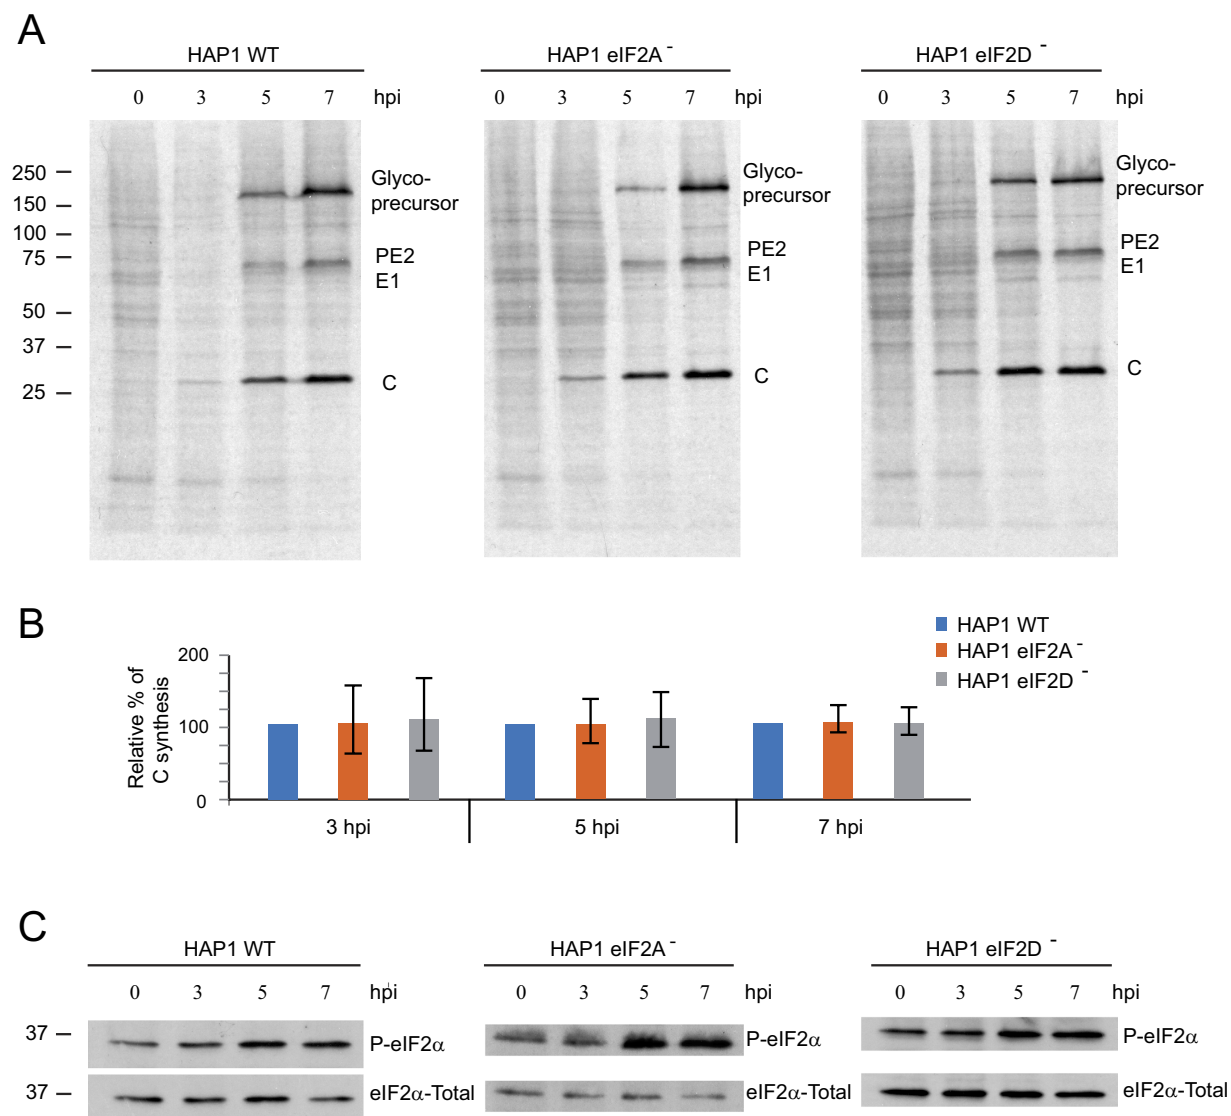 A
HAP1 WT
HAP1 eIF2A -
HAP1 eIF2D -
0 3 5 7 hpi
0 3 5 7 hpi
0 3 5 7 hpi
250
150
100
75
50
37
25
Glyco-
precursor
PE2
E1
C
Glyco-
precursor
PE2
E1
C
Glyco-
precursor
PE2
E1
C
B
HAP1 WT
HAP1 eIF2A -
HAP1 eIF2D -
Relative % of
C synthesis
200
100
0
3 hpi
5 hpi
7 hpi
C
HAP1 WT
HAP1 eIF2A -
HAP1 eIF2D -
0 3 5 7 hpi
0 3 5 7 hpi
0 3 5 7 hpi
37
P-eIF2α
P-eIF2α
P-eIF2α
37
eIF2α-Total
eIF2α-Total
eIF2α-Total